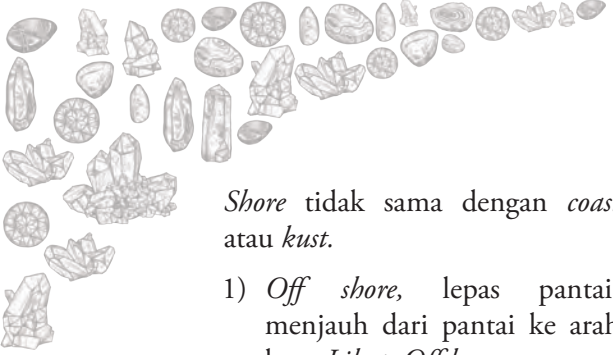 Shore tidak sama dengan coas
atau kust.
1) Off shore, lepas pantai
menjauh dari pantai ke arah